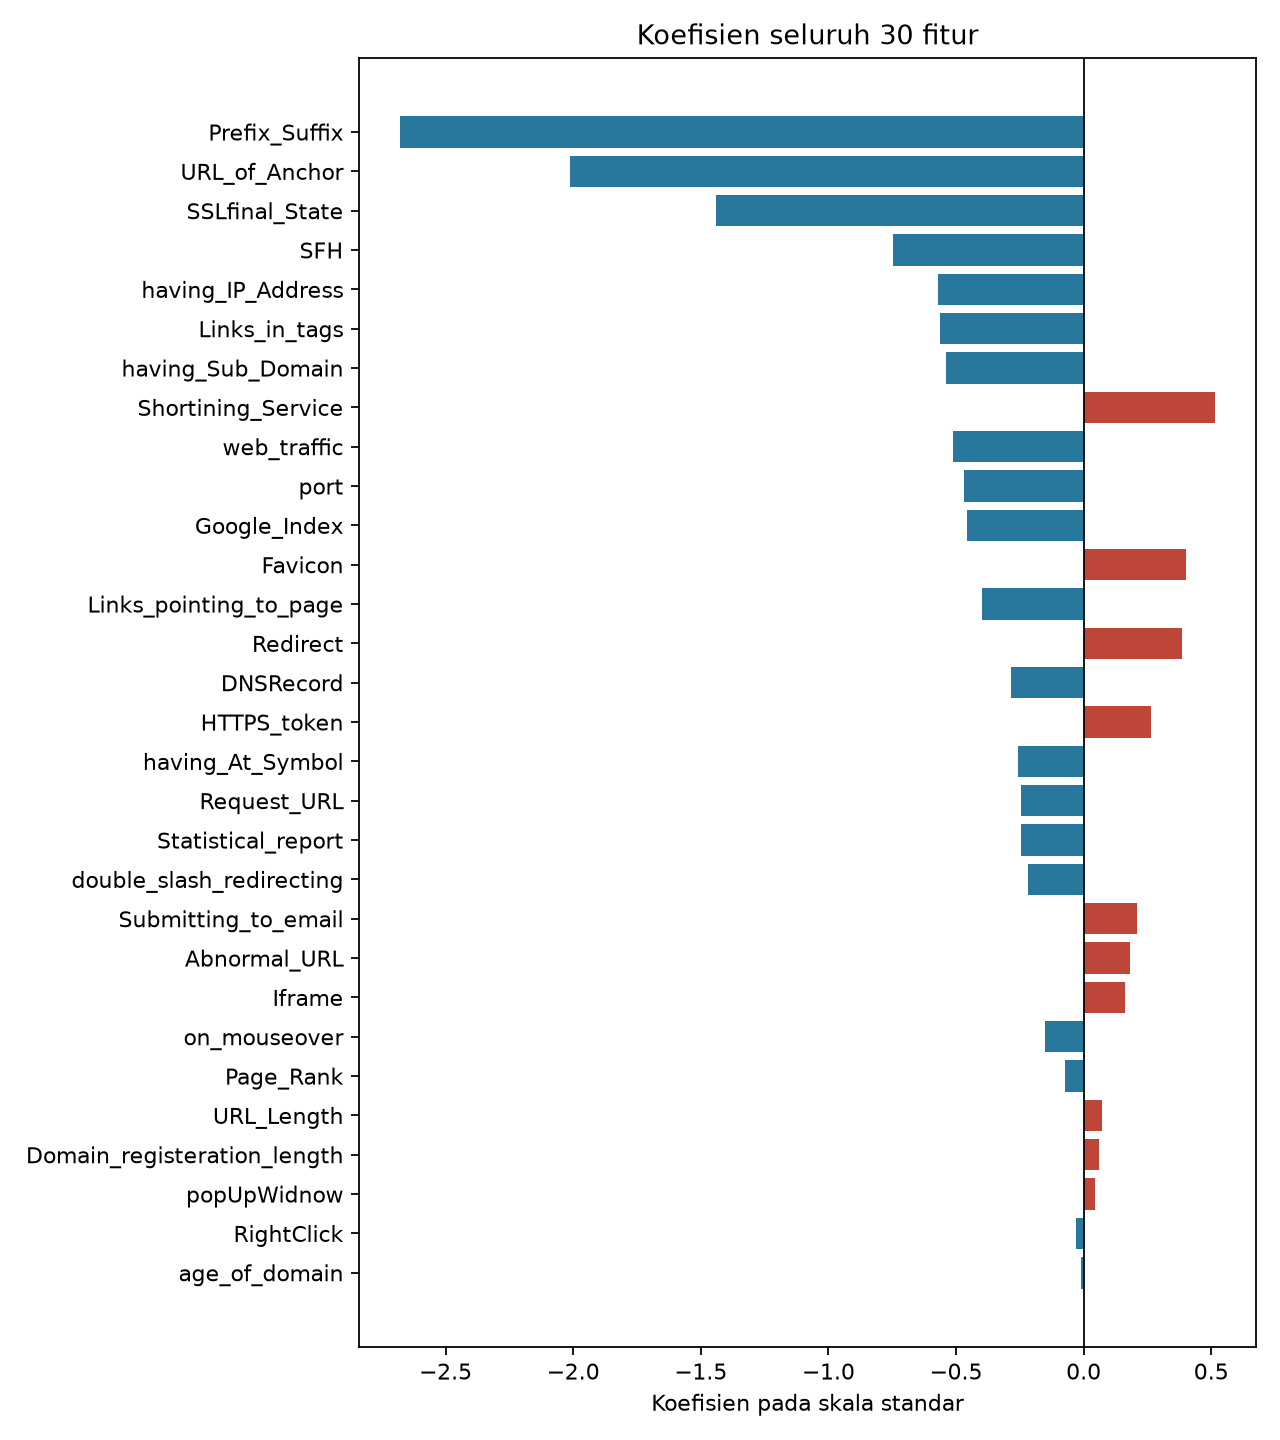 Koefisien seluruh 30 fitur
Prefix_Suffix
URL_of_Anchor
SSLfinal_State
SFH
having_IP_Address
Links_in_tags
having_Sub_Domain
Shortining_Service
web_traffic
port
Google_Index
Favicon
Links_pointing_to_page
Redirect
DNSRecord
HTTPS_token
having_At_Symbol
Request_URL
Statistical_report
double_slash_redirecting
Submitting_to_email
Abnormal_URL
Iframe
on_mouseover
Page_Rank
URL_Length
Domain_registeration_length
popUpWidnow
RightClick
age_of_domain
−2.5 −2.0 −1.5 −1.0 −0.5 0.0 0.5
Koefisien pada skala standar